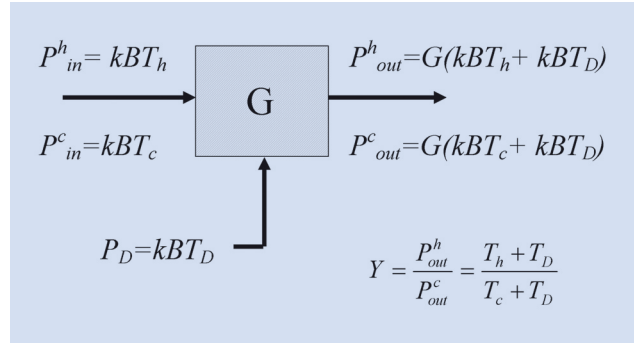 P^h_in = kBT_h P^h_out=G(kBT_h + kBT_D)
G
P^c_in=kBT_c P^c_out=G(kBT_c + kBT_D)
P_D=kBT_D
Y = P^h_out / P^c_out = (T_h + T_D) / (T_c + T_D)